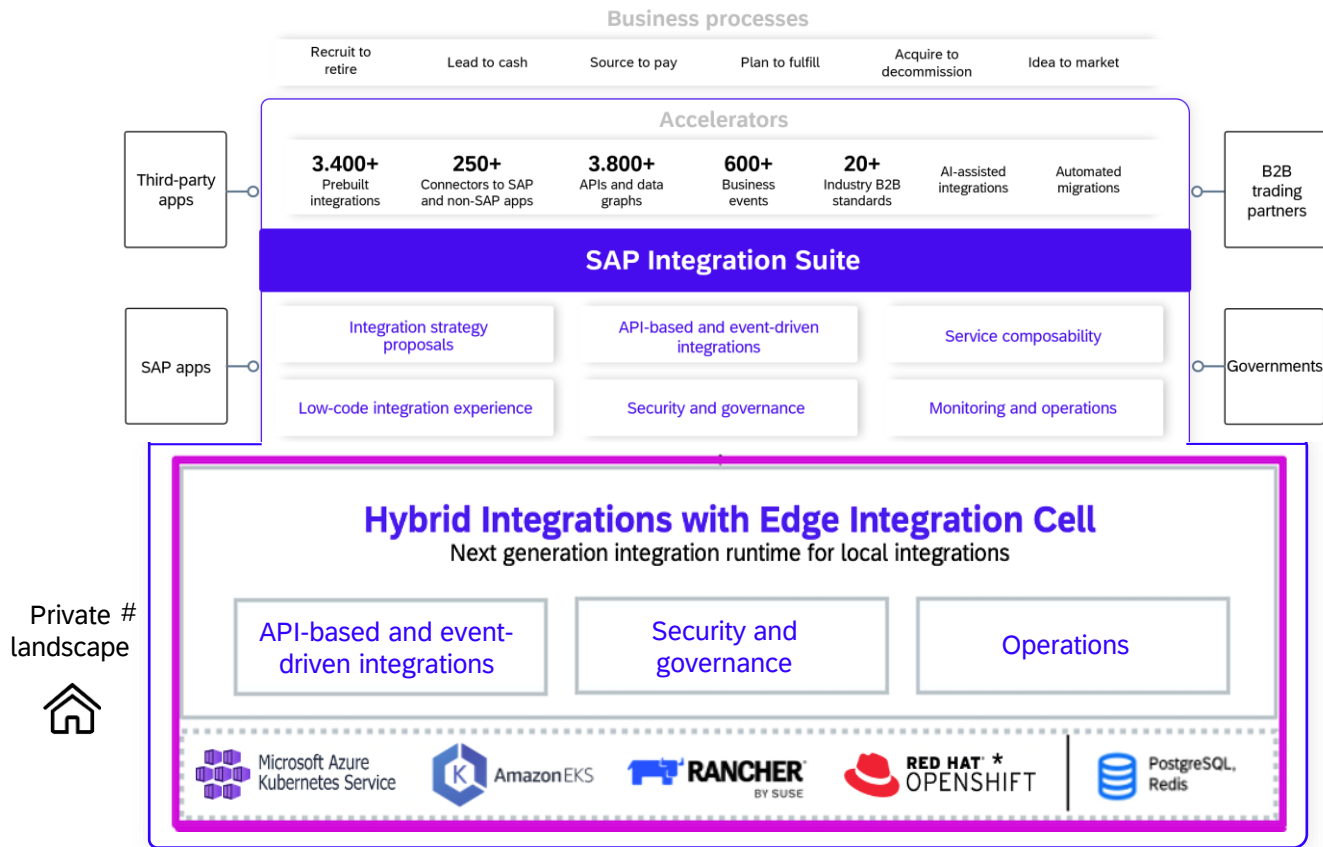 Business processes
Recruit to
retire
Lead to cash
Source to pay
Plan to fulfill
Acquire to
decommission
Idea to market
Accelerators
3.400+
Prebuilt
integrations
250+
Connectors to SAP
and non-SAP apps
3.800+
APIs and data
graphs
600+
Business
events
20+
Industry B2B
standards
AI-assisted
integrations
Automated
migrations
Third-party
apps
B2B
trading
partners
SAP Integration Suite
SAP apps
Governments
Integration strategy
proposals
API-based and event-driven
integrations
Service composability
Low-code integration experience
Security and governance
Monitoring and operations
Hybrid Integrations with Edge Integration Cell
Next generation integration runtime for local integrations
Private #
landscape
API-based and event-
driven integrations
Security and
governance
Operations
Microsoft Azure
Kubernetes Service
K
Amazon EKS
RANCHER
BY SUSE
RED HAT *
OPENSHIFT
PostgreSQL,
Redis